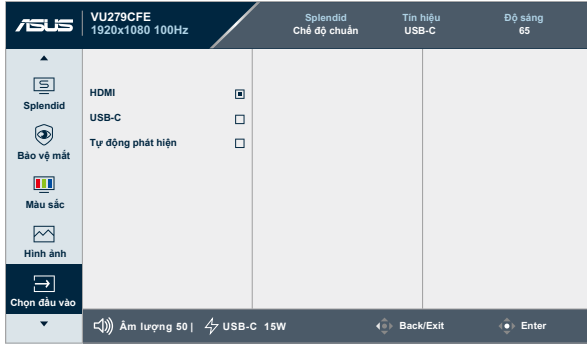 ASUS
VU279CFE
1920x1080 100Hz
Splendid
Chế độ chuẩn
Tín hiệu
USB-C
Độ sáng
65
Splendid
Bảo vệ mắt
Màu sắc
Hình ảnh
Chọn đầu vào
HDMI
USB-C
Tự động phát hiện
Âm lượng 50 | USB-C 15W
Back/Exit
Enter